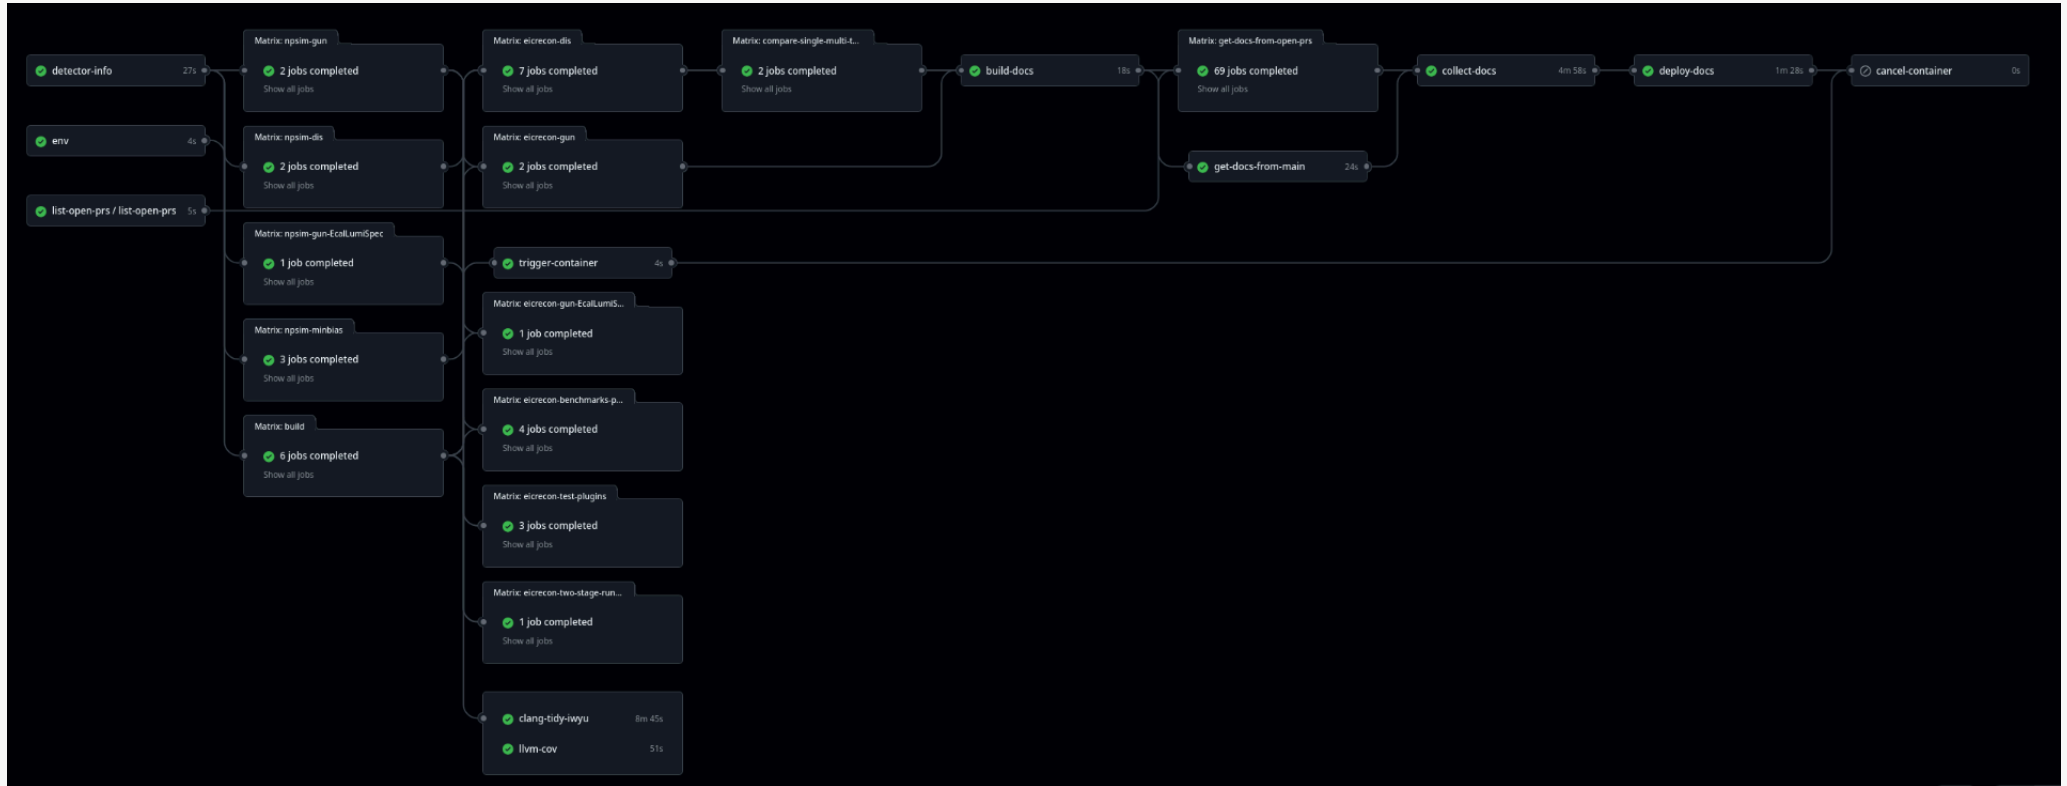 detector-info 27s
env 4s
list-open-prs / list-open-prs 5s
Matrix: npsim-gun
2 jobs completed
Show all jobs
Matrix: npsim-dis
2 jobs completed
Show all jobs
Matrix: npsim-gun-EcalLumiSpec
1 job completed
Show all jobs
Matrix: npsim-minbias
3 jobs completed
Show all jobs
Matrix: build
6 jobs completed
Show all jobs
Matrix: eicrecon-dis
7 jobs completed
Show all jobs
Matrix: eicrecon-gun
2 jobs completed
Show all jobs
trigger-container 4s
Matrix: eicrecon-gun-EcalLumiS...
1 job completed
Show all jobs
Matrix: eicrecon-benchmarks-p...
4 jobs completed
Show all jobs
Matrix: eicrecon-test-plugins
3 jobs completed
Show all jobs
Matrix: eicrecon-two-stage-run...
1 job completed
Show all jobs
clang-tidy-iwyu 8m 45s
llvm-cov 51s
Matrix: compare-single-multi-t...
2 jobs completed
Show all jobs
build-docs 18s
Matrix: get-docs-from-open-prs
69 jobs completed
Show all jobs
get-docs-from-main 24s
collect-docs 4m 58s
deploy-docs 1m 28s
cancel-container 0s